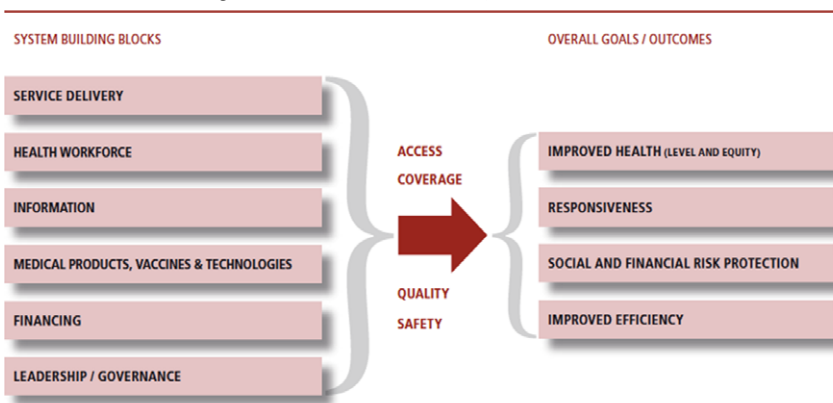 SYSTEM BUILDING BLOCKS
SERVICE DELIVERY
HEALTH WORKFORCE
INFORMATION
MEDICAL PRODUCTS, VACCINES & TECHNOLOGIES
FINANCING
LEADERSHIP / GOVERNANCE
ACCESS
COVERAGE
QUALITY
SAFETY
OVERALL GOALS / OUTCOMES
IMPROVED HEALTH (LEVEL AND EQUITY)
RESPONSIVENESS
SOCIAL AND FINANCIAL RISK PROTECTION
IMPROVED EFFICIENCY